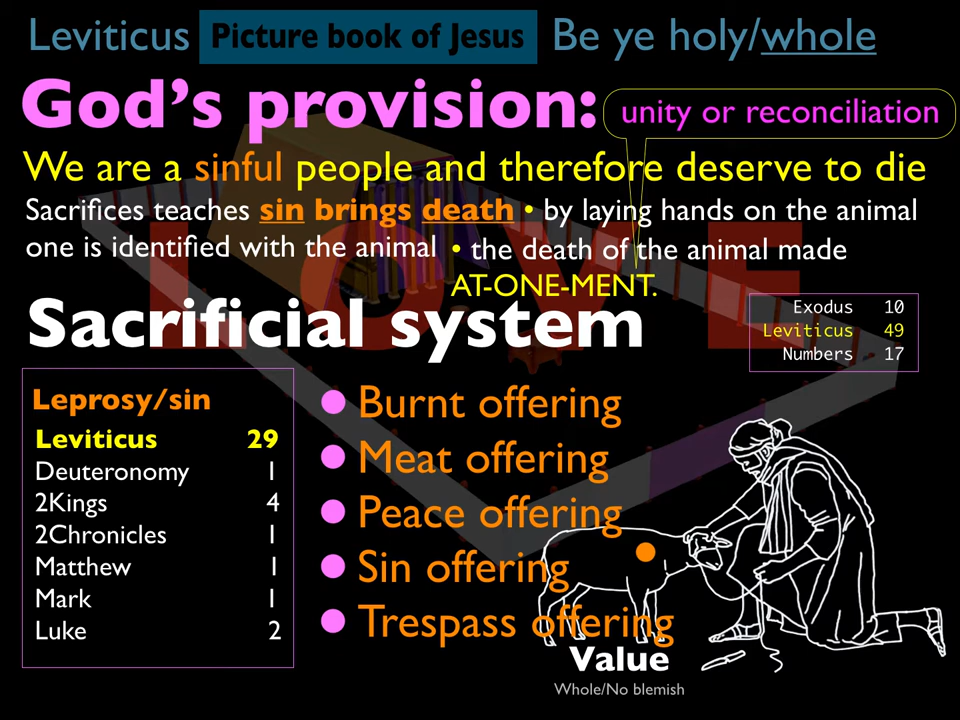 Leviticus Picture book of Jesus Be ye holy/whole
God's provision: unity or reconciliation
We are a sinful people and therefore deserve to die
Sacrifices teaches sin brings death • by laying hands on the animal
one is identified with the animal • the death of the animal made
AT-ONE-MENT.
LOVE
Sacrificial system
Exodus 10
Leviticus 49
Numbers 17
Leprosy/sin
Leviticus 29
Deuteronomy 1
2Kings 4
2Chronicles 1
Matthew 1
Mark 1
Luke 2
• Burnt offering
• Meat offering
• Peace offering
• Sin offering
• Trespass offering
Value
Whole/No blemish